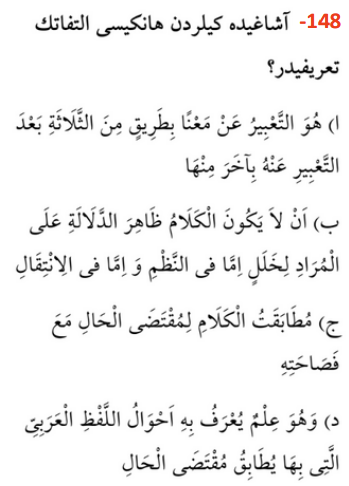 148- آشاغیده کیلردن هانکیسی التفاتك
تعریفیدر؟
ا) هُوَ التَّعْبِيرُ عَنْ مَعْنًا بِطَرِيقٍ مِنَ الثَّلَاثَةِ بَعْدَ
التَّعْبِيرِ عَنْهُ بِآخَرَ مِنْهَا
ب) اَنْ لاَ يَكُونَ الْكَلَامُ ظَاهِرَ الدَّلَالَةِ عَلَى
الْمُرَادِ لِخَلَلٍ اِمَّا فى النَّظْمِ وَ اِمَّا فى الِانْتِقَالِ
ج) مُطَابَقَتُ الْكَلَامِ لِمُقْتَضَى الْحَالِ مَعَ
فَصَاحَتِهِ
د) وَهُوَ عِلْمٌ يُعْرَفُ بِهِ اَحْوَالُ اللَّفْظِ الْعَرَبِىِّ
الَّتِى بِهَا يُطَابِقُ مُقْتَضَى الْحَالِ